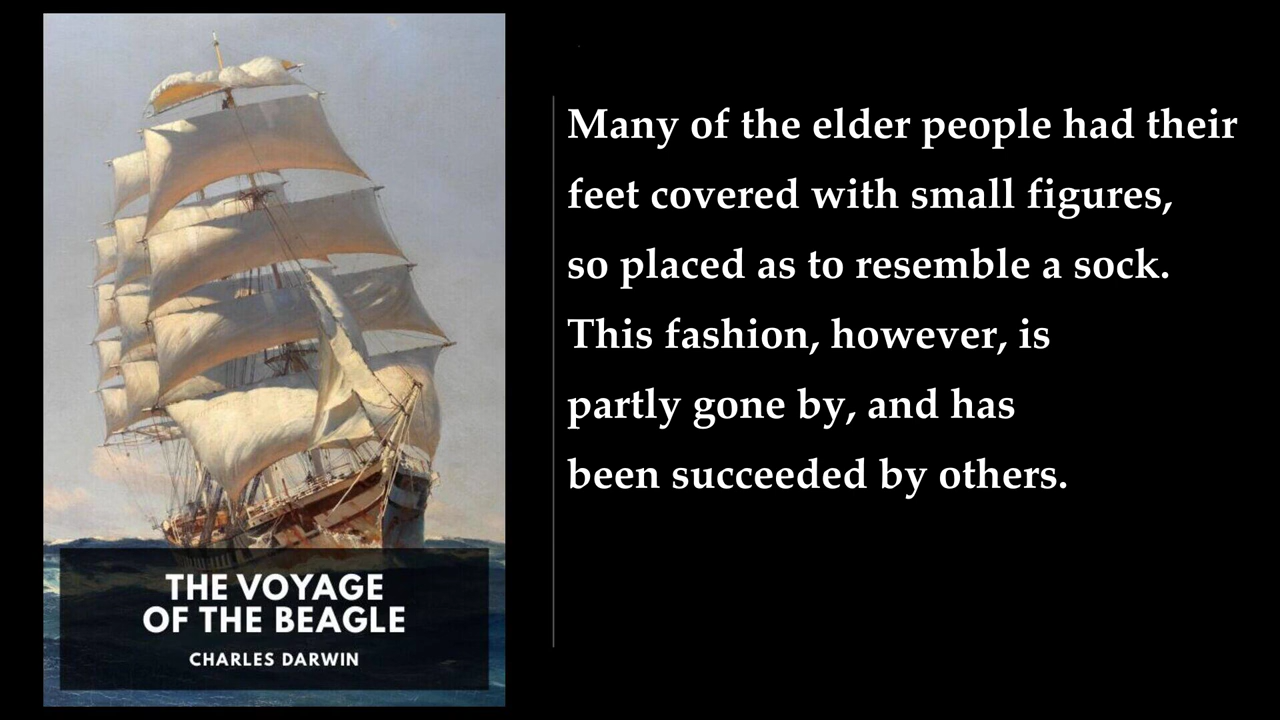 THE VOYAGE
OF THE BEAGLE
CHARLES DARWIN
Many of the elder people had their
feet covered with small figures,
so placed as to resemble a sock.
This fashion, however, is
partly gone by, and has
been succeeded by others.